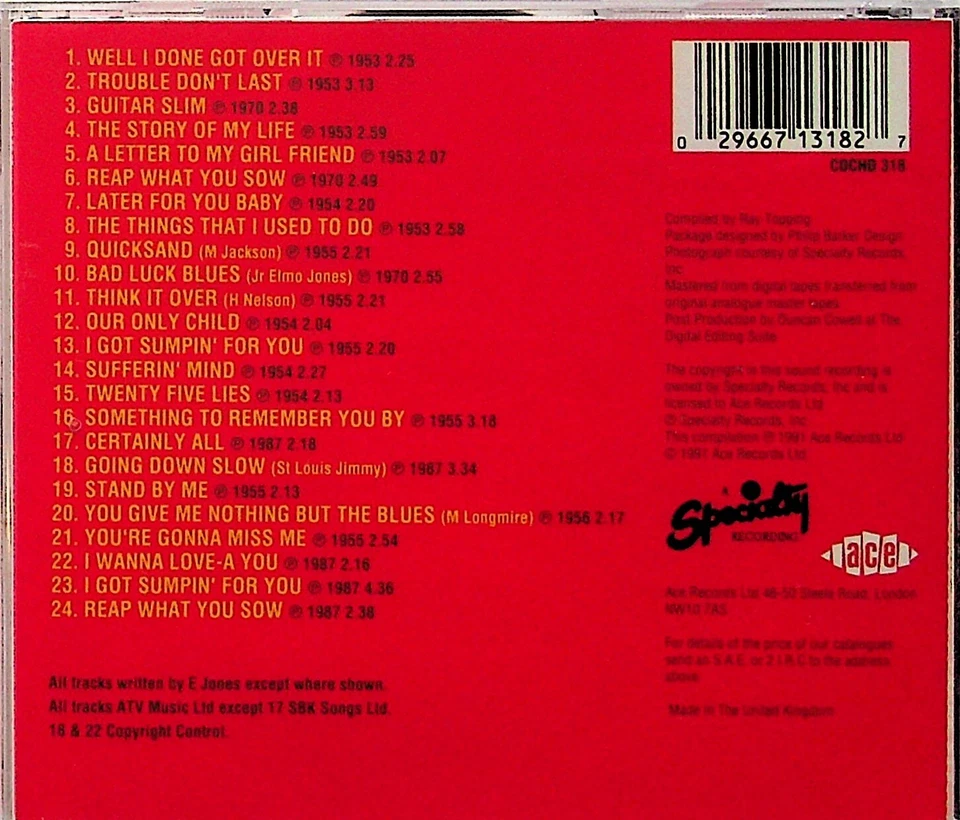 1. WELL I DONE GOT OVER IT ℗ 1953 2.25
2. TROUBLE DON'T LAST ℗ 1953 3.13
3. GUITAR SLIM ℗ 1970 2.38
4. THE STORY OF MY LIFE ℗ 1953 2.59
5. A LETTER TO MY GIRL FRIEND ℗ 1953 2.07
6. REAP WHAT YOU SOW ℗ 1970 2.49
7. LATER FOR YOU BABY ℗ 1954 2.20
8. THE THINGS THAT I USED TO DO ℗ 1953 2.58
9. QUICKSAND (M Jackson) ℗ 1955 2.21
10. BAD LUCK BLUES (Jr Elmo Jones) ℗ 1970 2.55
11. THINK IT OVER (H Nelson) ℗ 1955 2.21
12. OUR ONLY CHILD ℗ 1954 2.04
13. I GOT SUMPIN' FOR YOU ℗ 1955 2.20
14. SUFFERIN' MIND ℗ 1954 2.27
15. TWENTY FIVE LIES ℗ 1954 2.13
16. SOMETHING TO REMEMBER YOU BY ℗ 1955 3.18
17. CERTAINLY ALL ℗ 1987 2.18
18. GOING DOWN SLOW (St Louis Jimmy) ℗ 1987 3.34
19. STAND BY ME ℗ 1955 2.13
20. YOU GIVE ME NOTHING BUT THE BLUES (M Longmire) ℗ 1956 2.17
21. YOU'RE GONNA MISS ME ℗ 1955 2.54
22. I WANNA LOVE-A YOU ℗ 1987 2.16
23. I GOT SUMPIN' FOR YOU ℗ 1987 4.36
24. REAP WHAT YOU SOW ℗ 1987 2.38
All tracks written by E Jones except where shown.
All tracks ATV Music Ltd except 17 SBK Songs Ltd.
18 & 22 Copyright Control.
0 29667 13182 7
CDCHD 318
Compiled by Ray Topping
Package designed by Phillip Barker Design
Photograph courtesy of Specialty Records,
Inc
Mastered from digital tapes transferred from
original analogue master tapes
Post Production by Duncan Cowell at The
Digital Editing Suite
The copyright in this sound recording is
owned by Specialty Records, Inc and is
licensed to Ace Records Ltd
℗ Specialty Records, Inc
This compilation ℗ 1991 Ace Records Ltd
© 1991 Ace Records Ltd
A
Specialty
RECORDING
ace
Ace Records Ltd 46-50 Steele Road, London
NW10 7AS
For details of the price of our catalogues
send an S.A.E. or 2 I.R.C to the address
above
Made in The United Kingdom